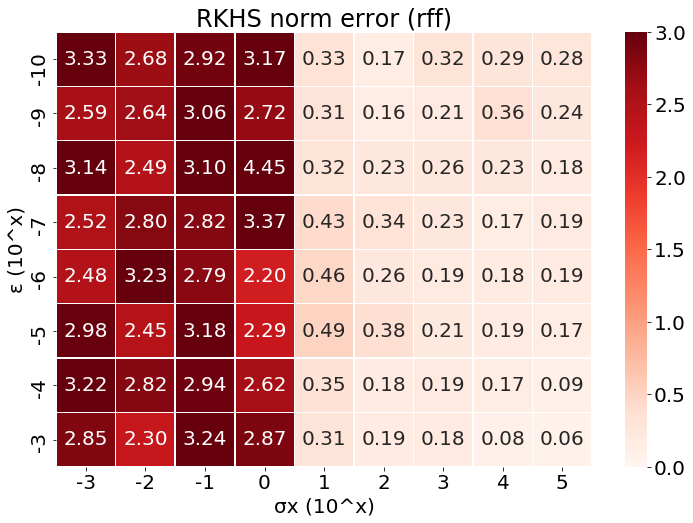 RKHS norm error (rff)
-10 3.33 2.68 2.92 3.17 0.33 0.17 0.32 0.29 0.28
-9 2.59 2.64 3.06 2.72 0.31 0.16 0.21 0.36 0.24
-8 3.14 2.49 3.10 4.45 0.32 0.23 0.26 0.23 0.18
-7 2.52 2.80 2.82 3.37 0.43 0.34 0.23 0.17 0.19
-6 2.48 3.23 2.79 2.20 0.46 0.26 0.19 0.18 0.19
-5 2.98 2.45 3.18 2.29 0.49 0.38 0.21 0.19 0.17
-4 3.22 2.82 2.94 2.62 0.35 0.18 0.19 0.17 0.09
-3 2.85 2.30 3.24 2.87 0.31 0.19 0.18 0.08 0.06
-3 -2 -1 0 1 2 3 4 5
σx (10^x)
ε (10^x)
3.0
2.5
2.0
1.5
1.0
0.5
0.0